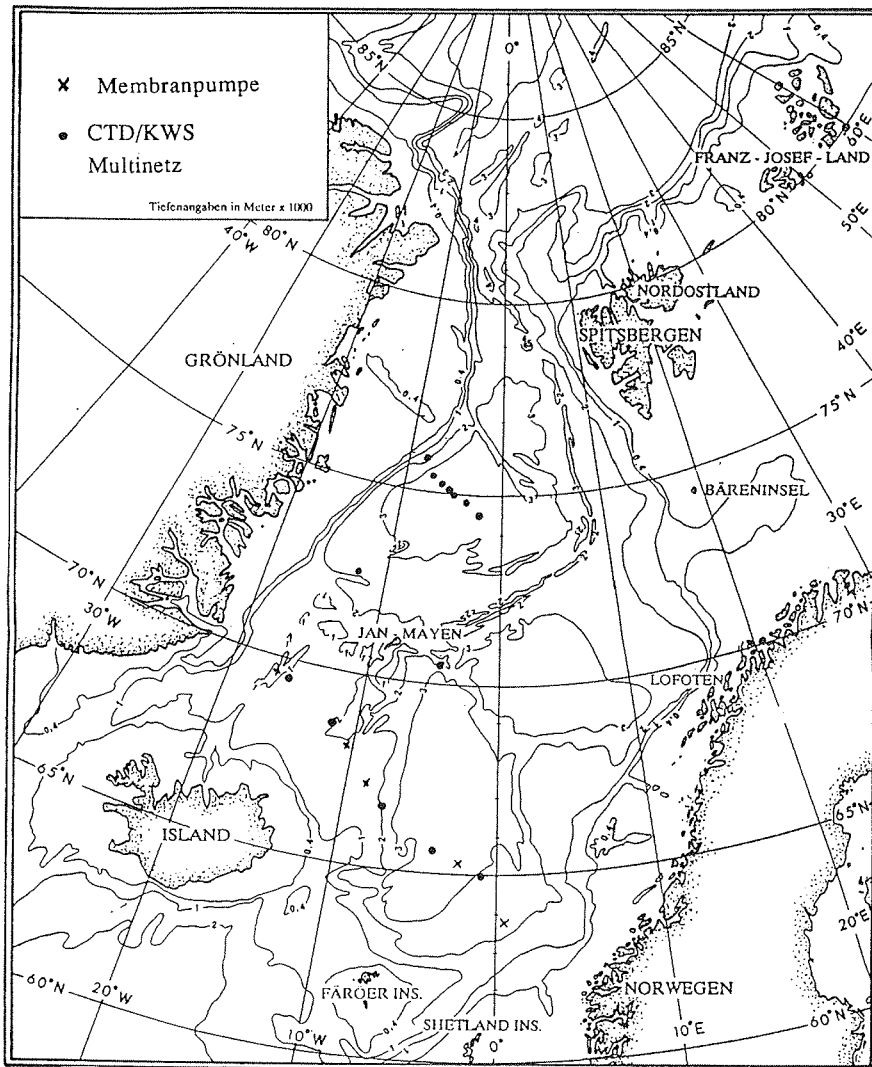 × Membranpumpe
• CTD/KWS
Multinetz
Tiefenangaben in Meter x 1000
85°N
0°
85°N
60°E
FRANZ - JOSEF - LAND
80°N
50°E
40°W
80°N
NORDOSTLAND
SPITSBERGEN
40°E
GRÖNLAND
75°N
75°N
BÄRENINSEL
30°E
70°N
30°W
JAN - MAYEN
70°N
LOFOTEN
65°N
ISLAND
65°N
20°E
60°N
20°W
FÄRÖER INS.
NORWEGEN
10°W
SHETLAND INS.
0°
10°E
60°N